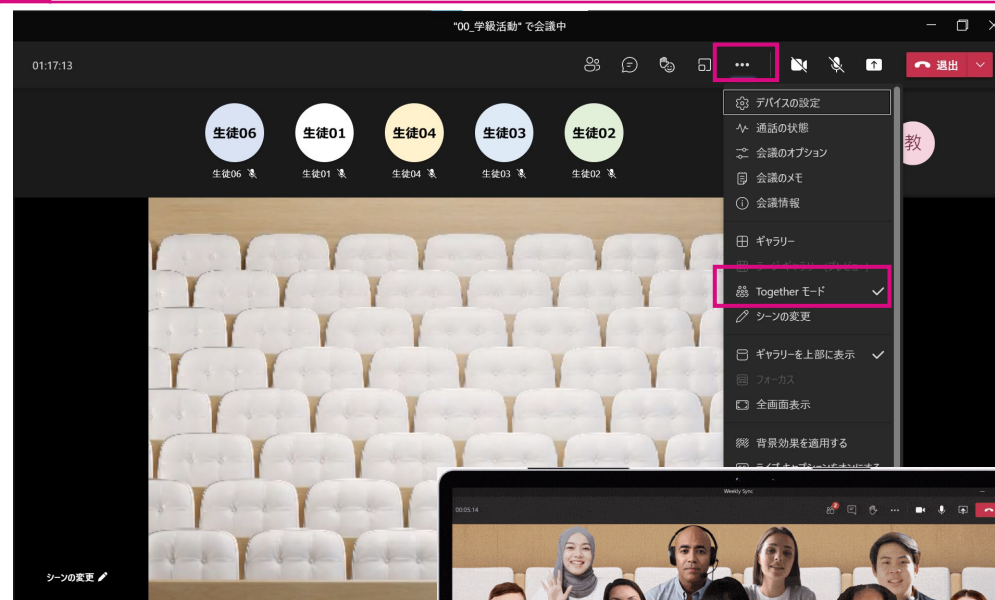 "00_学級活動" で会議中
01:17:13
退出
生徒06
生徒01
生徒04
生徒03
生徒02
教
生徒06
生徒01
生徒04
生徒03
生徒02
デバイスの設定
通話の状態
会議のオプション
会議のメモ
会議情報
ギャラリー
Together モード
シーンの変更
ギャラリーを上部に表示
フォーカス
全画面表示
背景効果を適用する
Weekly Sync
00:05:14
2
シーンの変更